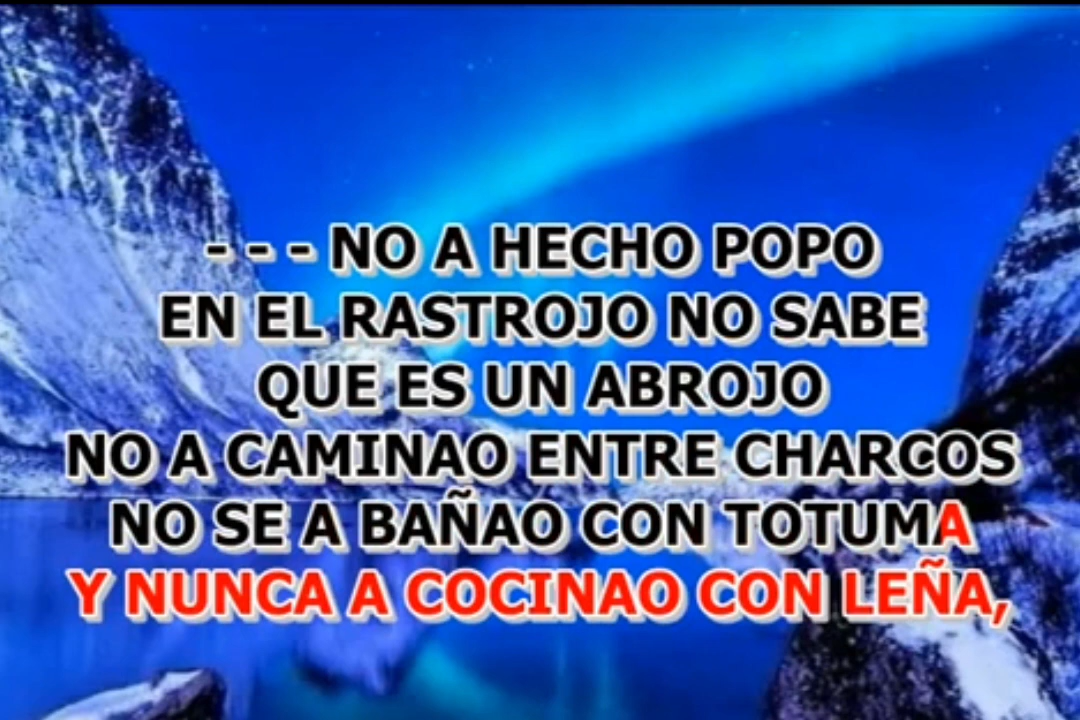 - - - NO A HECHO POPO
EN EL RASTROJO NO SABE
QUE ES UN ABROJO
NO A CAMINAO ENTRE CHARCOS
NO SE A BAÑAO CON TOTUMA
Y NUNCA A COCINAO CON LEÑA,